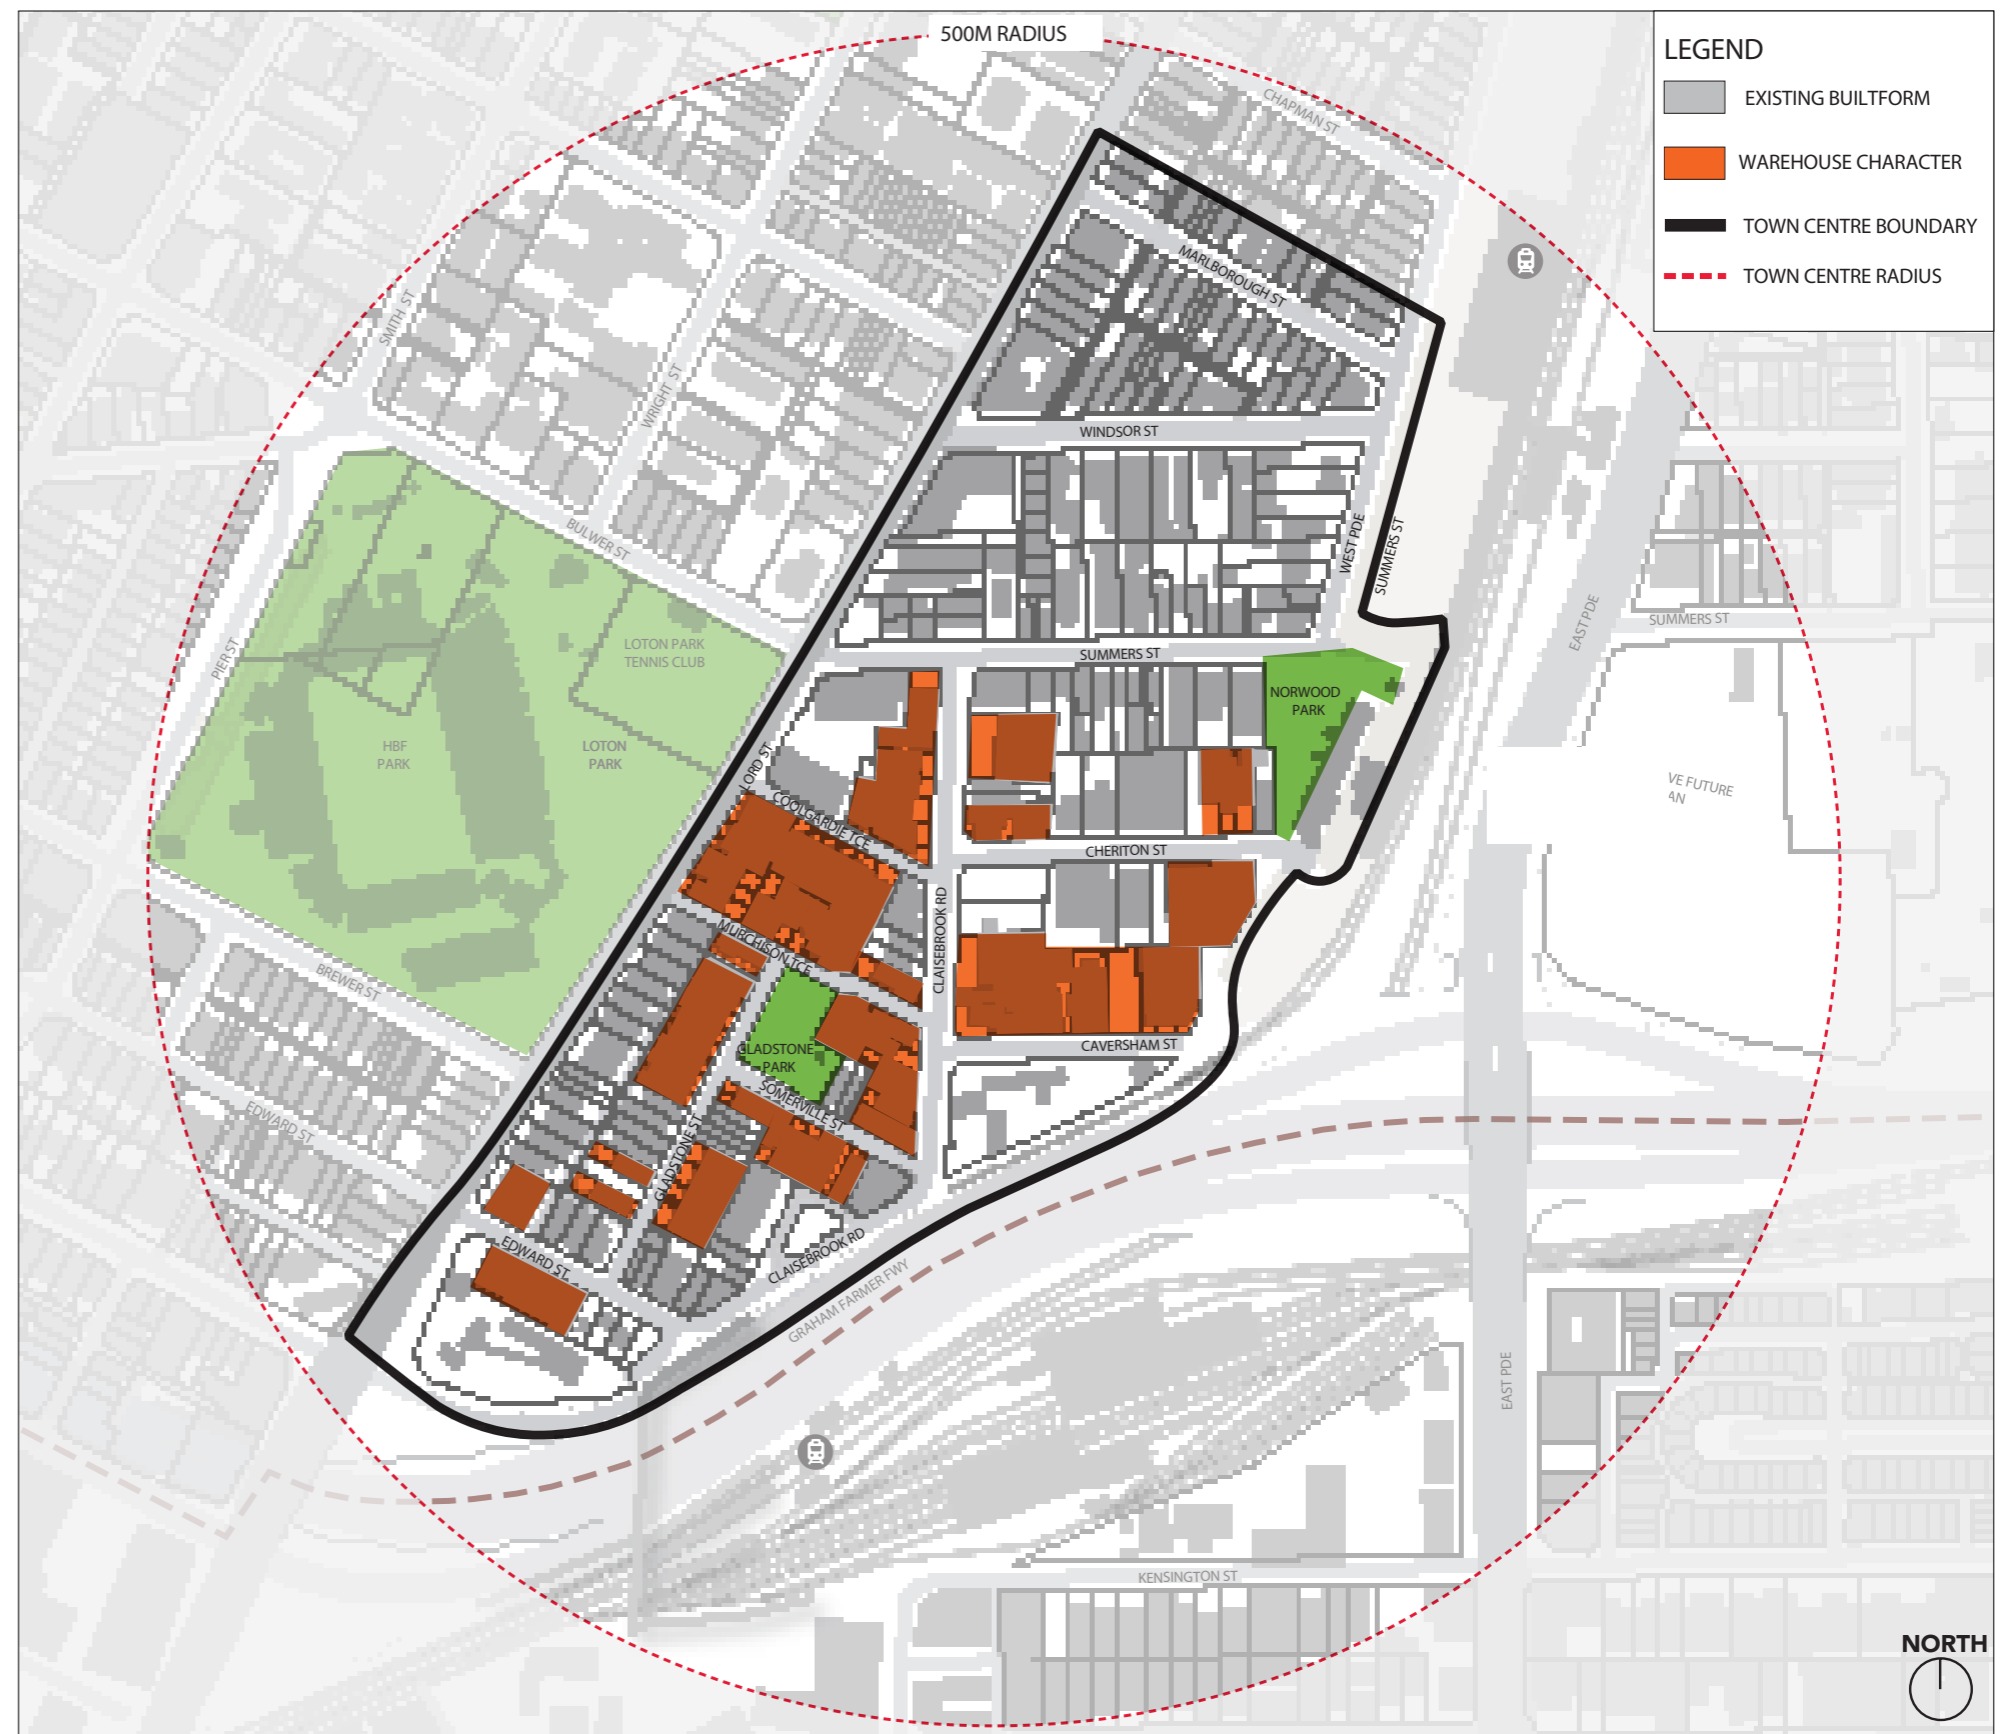 500M RADIUS
LEGEND
EXISTING BUILTFORM
WAREHOUSE CHARACTER
TOWN CENTRE BOUNDARY
TOWN CENTRE RADIUS
CHAPMAN ST
MARLBOROUGH ST
SMITH ST
WRIGHT ST
WINDSOR ST
BULWER ST
WEST PDE
SUMMERS ST
EAST PDE
SUMMERS ST
PIER ST
LOTON PARK
TENNIS CLUB
SUMMERS ST
NORWOOD
PARK
HBF
PARK
LOTON
PARK
LORD ST
VE FUTURE
AN
COOLGARDIE TCE
CHERITON ST
CLAISEBROOK RD
MURCHISON TCE
BREWER ST
GLADSTONE
PARK
CAVERSHAM ST
SOMERVILLE ST
EDWARD ST
GLADSTONE ST
EDWARD ST
CLAISEBROOK RD
GRAHAM FARMER FWY
EAST PDE
KENSINGTON ST
NORTH